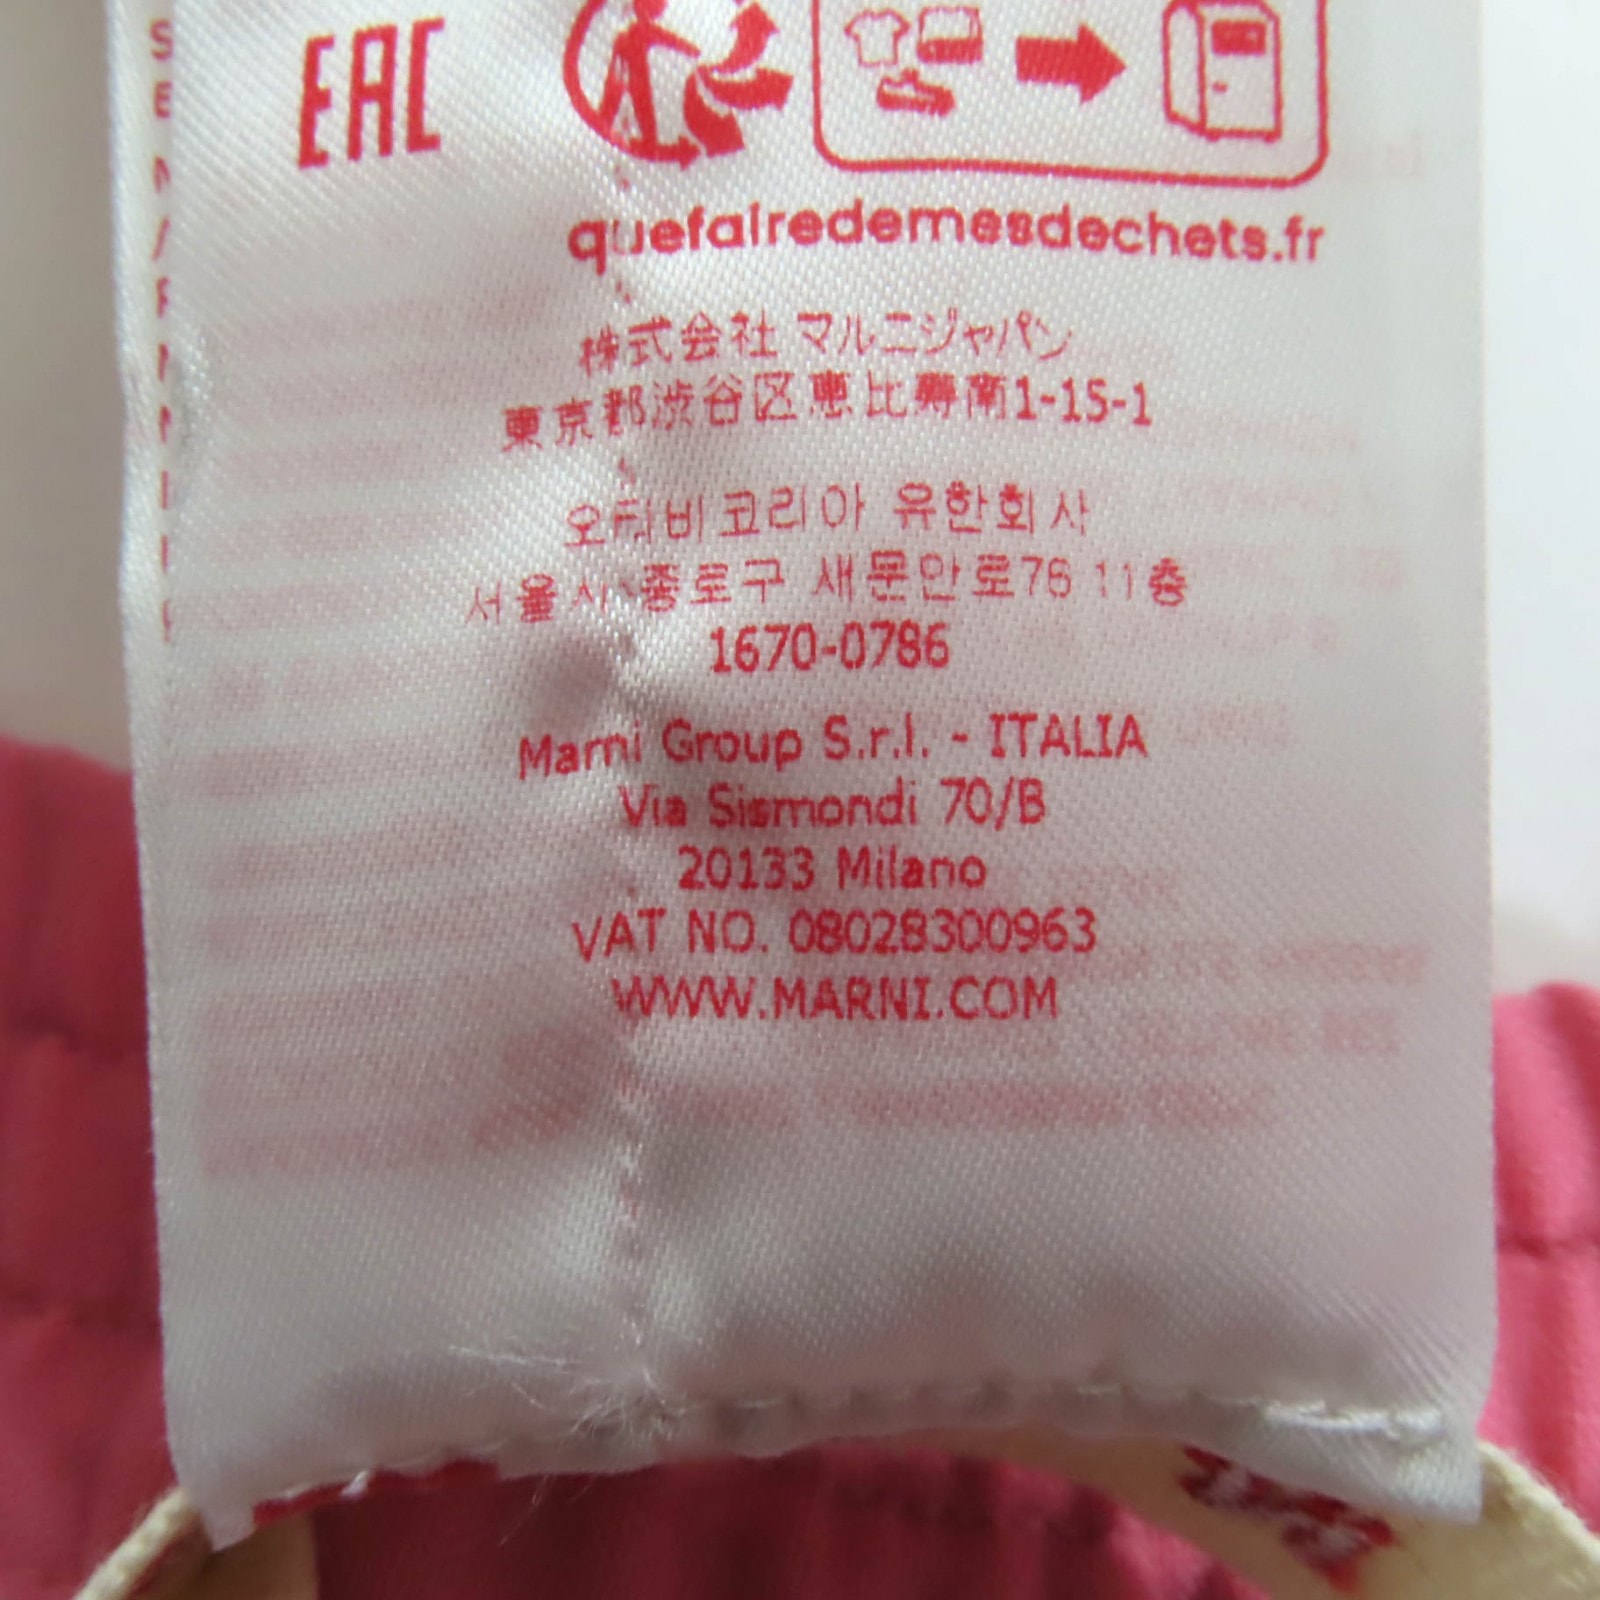 EAC
quefairedemesdechets.fr
株式会社 マルニジャパン
東京都渋谷区恵比寿南1-15-1
오티비코리아 유한회사
서울시 종로구 새문안로76 11층
1670-0786
Marni Group S.r.l. - ITALIA
Via Sismondi 70/B
20133 Milano
VAT NO. 08028300963
WWW.MARNI.COM